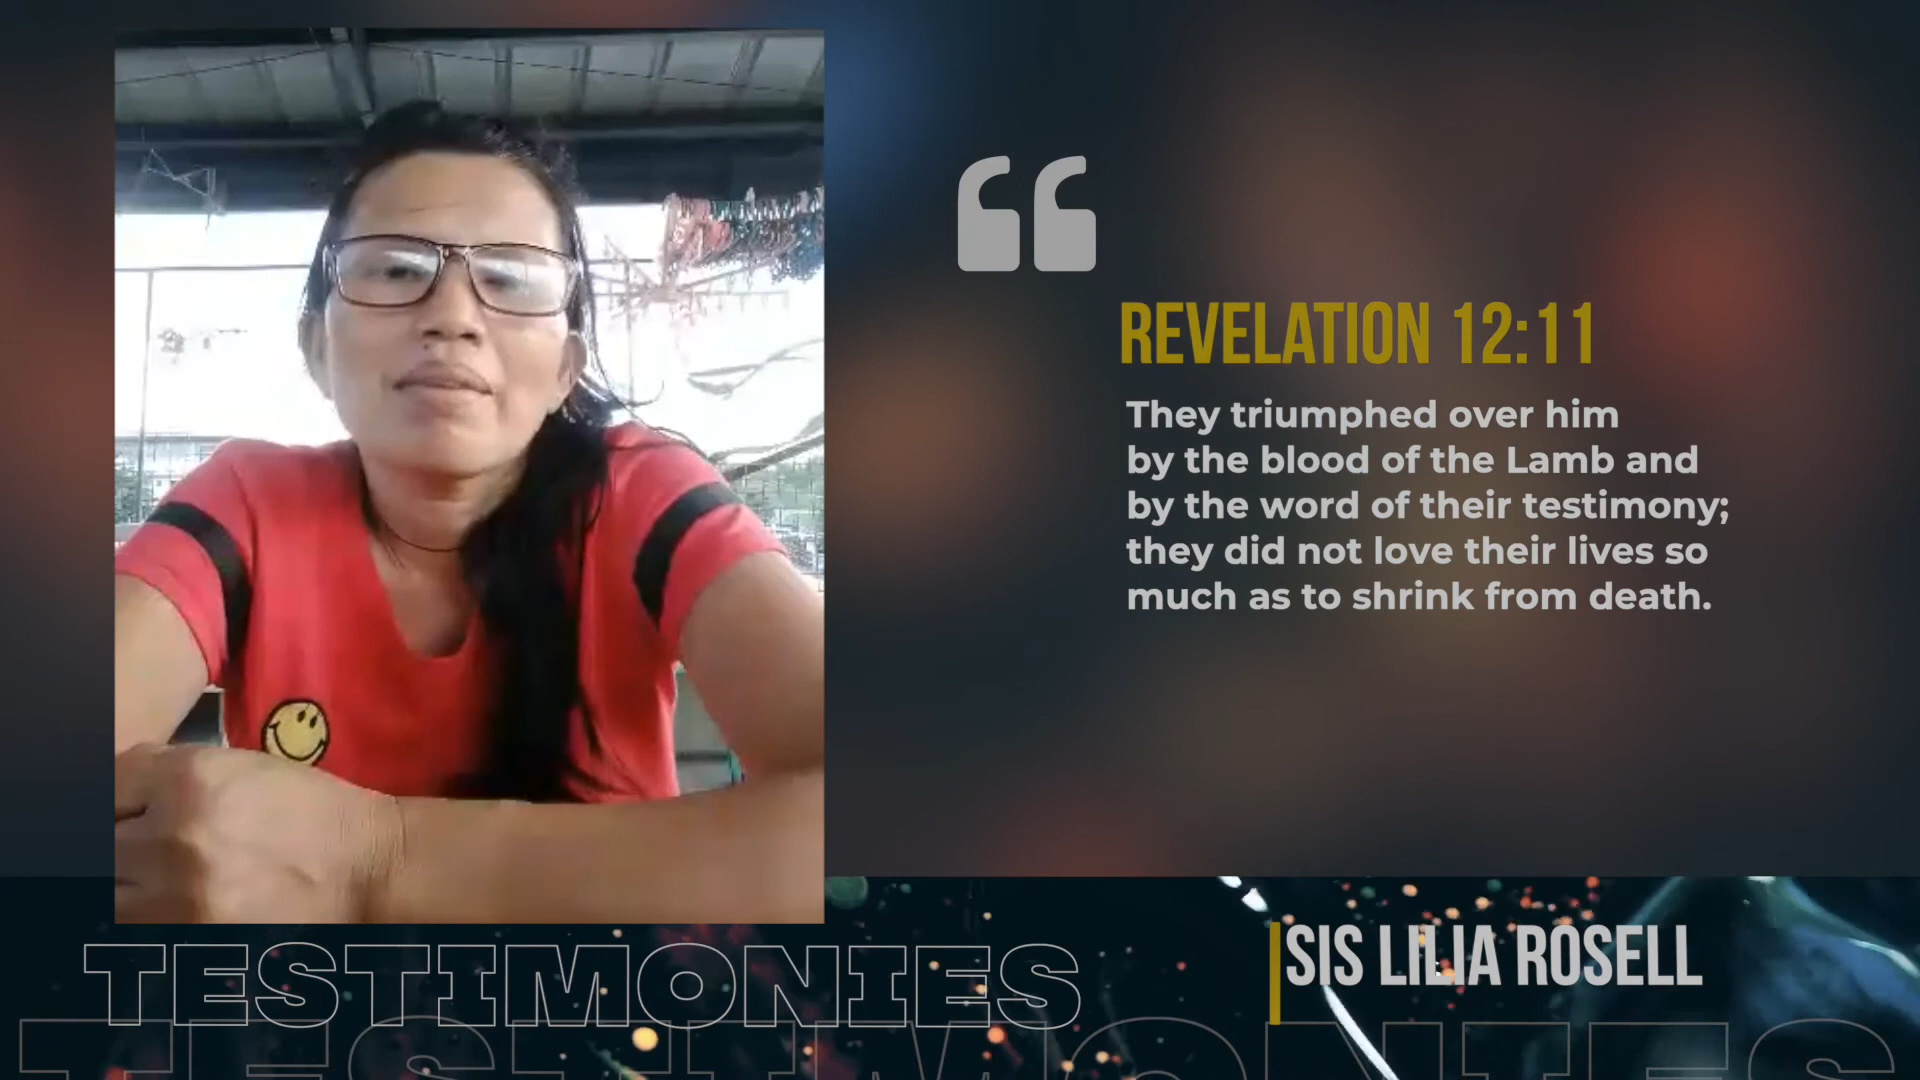 REVELATION 12:11
They triumphed over him
by the blood of the Lamb and
by the word of their testimony;
they did not love their lives so
much as to shrink from death.
TESTIMONIES
SIS LILIA ROSELL
TESTIMONIES